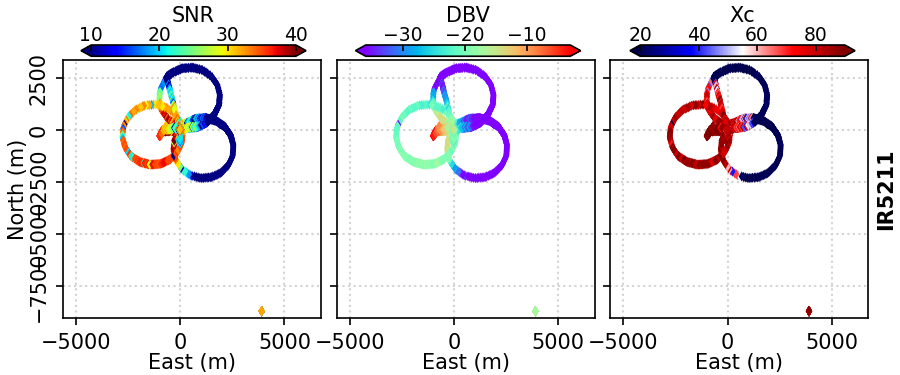 SNR DBV Xc
10 20 30 40 −30 −20 −10 20 40 60 80
2500
0
−2500
−5000
−7500
North (m)
IR5211
−5000 0 5000 −5000 0 5000 −5000 0 5000
East (m) East (m) East (m)